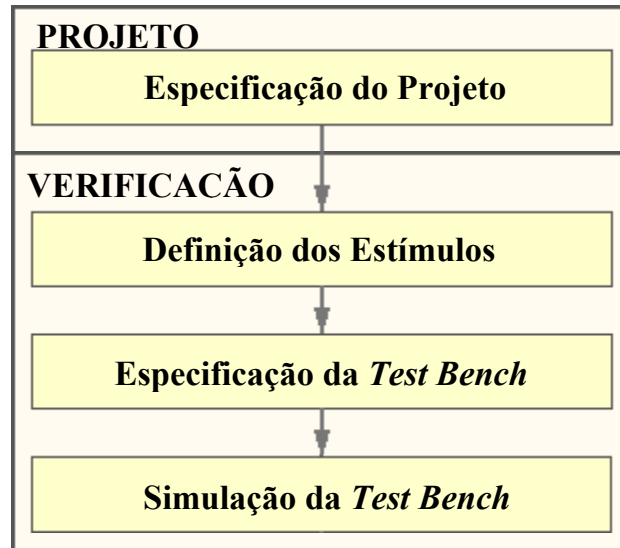 PROJETO
Especificação do Projeto
VERIFICACÃO
Definição dos Estímulos
Especificação da Test Bench
Simulação da Test Bench